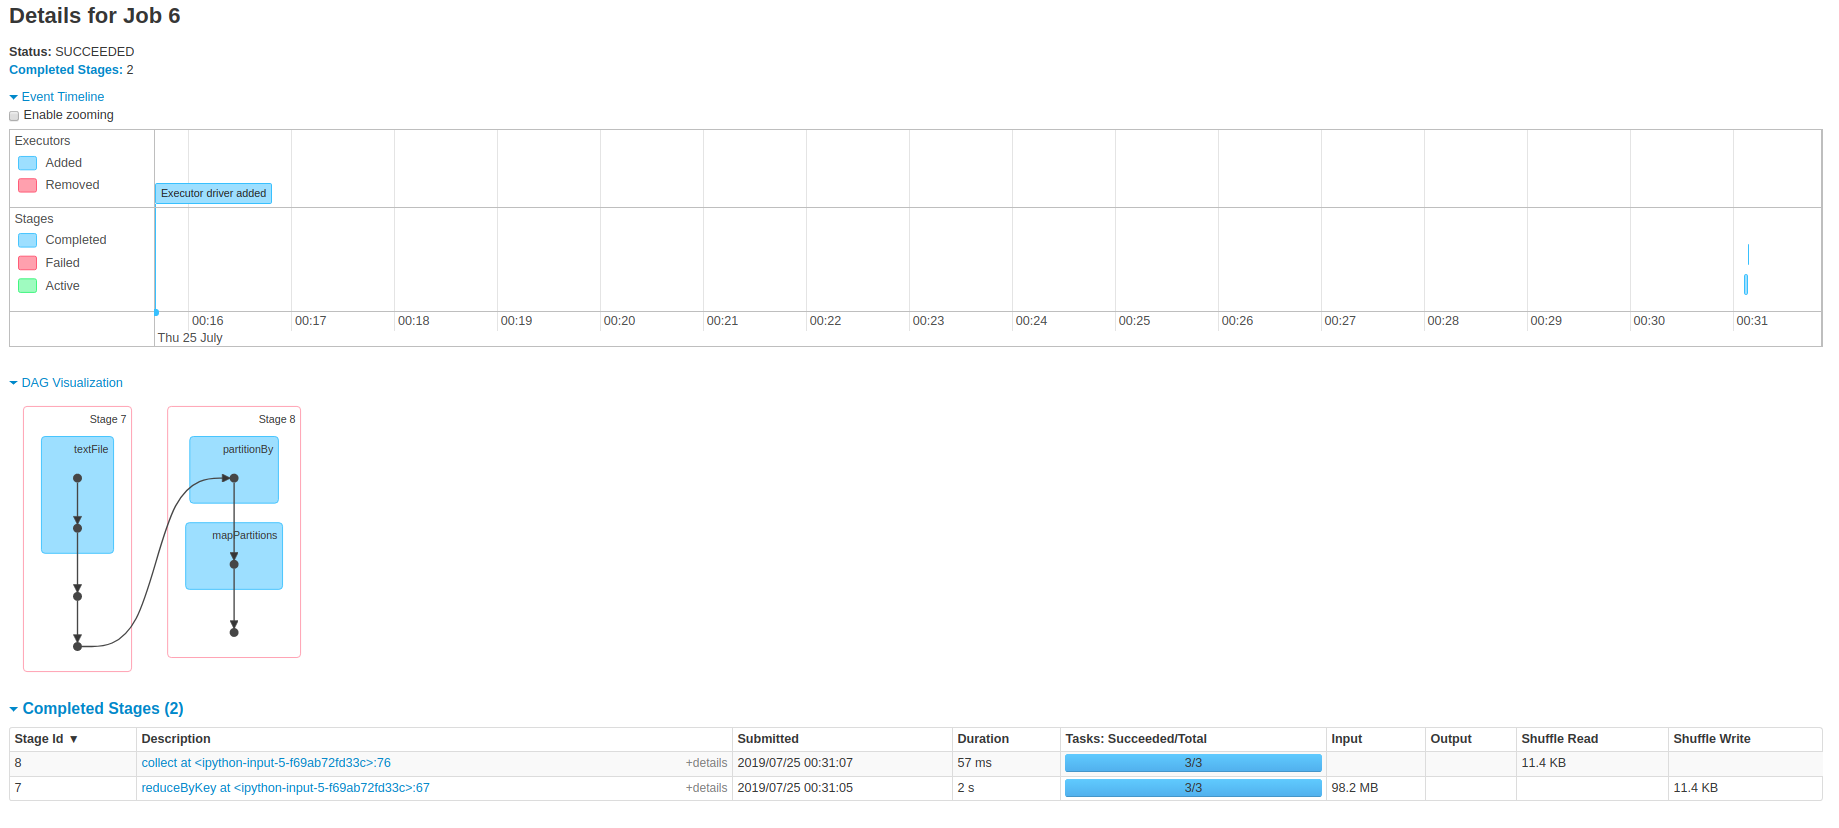 Details for Job 6
Status: SUCCEEDED
Completed Stages: 2
Event Timeline
Enable zooming
Executors
Added
Removed
Executor driver added
Stages
Completed
Failed
Active
00:16 00:17 00:18 00:19 00:20 00:21 00:22 00:23 00:24 00:25 00:26 00:27 00:28 00:29 00:30 00:31
Thu 25 July
DAG Visualization
Stage 7 Stage 8
textFile partitionBy
mapPartitions
Completed Stages (2)
Stage Id ▼ Description Submitted Duration Tasks: Succeeded/Total Input Output Shuffle Read Shuffle Write
8 collect at <ipython-input-5-f69ab72fd33c>:76 +details 2019/07/25 00:31:07 57 ms 3/3 11.4 KB
7 reduceByKey at <ipython-input-5-f69ab72fd33c>:67 +details 2019/07/25 00:31:05 2 s 3/3 98.2 MB 11.4 KB